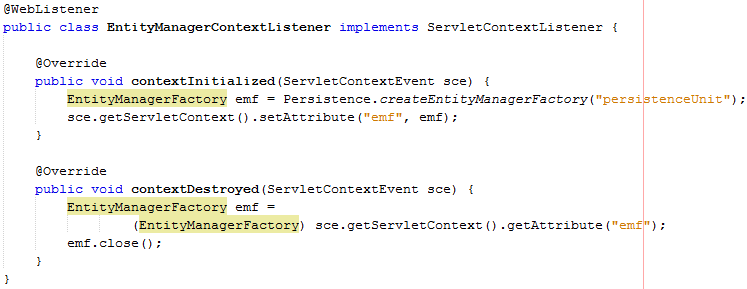 @WebListener
public class EntityManagerContextListener implements ServletContextListener {
@Override
public void contextInitialized(ServletContextEvent sce) {
EntityManagerFactory emf = Persistence.createEntityManagerFactory("persistenceUnit");
sce.getServletContext().setAttribute("emf", emf);
}
@Override
public void contextDestroyed(ServletContextEvent sce) {
EntityManagerFactory emf =
(EntityManagerFactory) sce.getServletContext().getAttribute("emf");
emf.close();
}
}